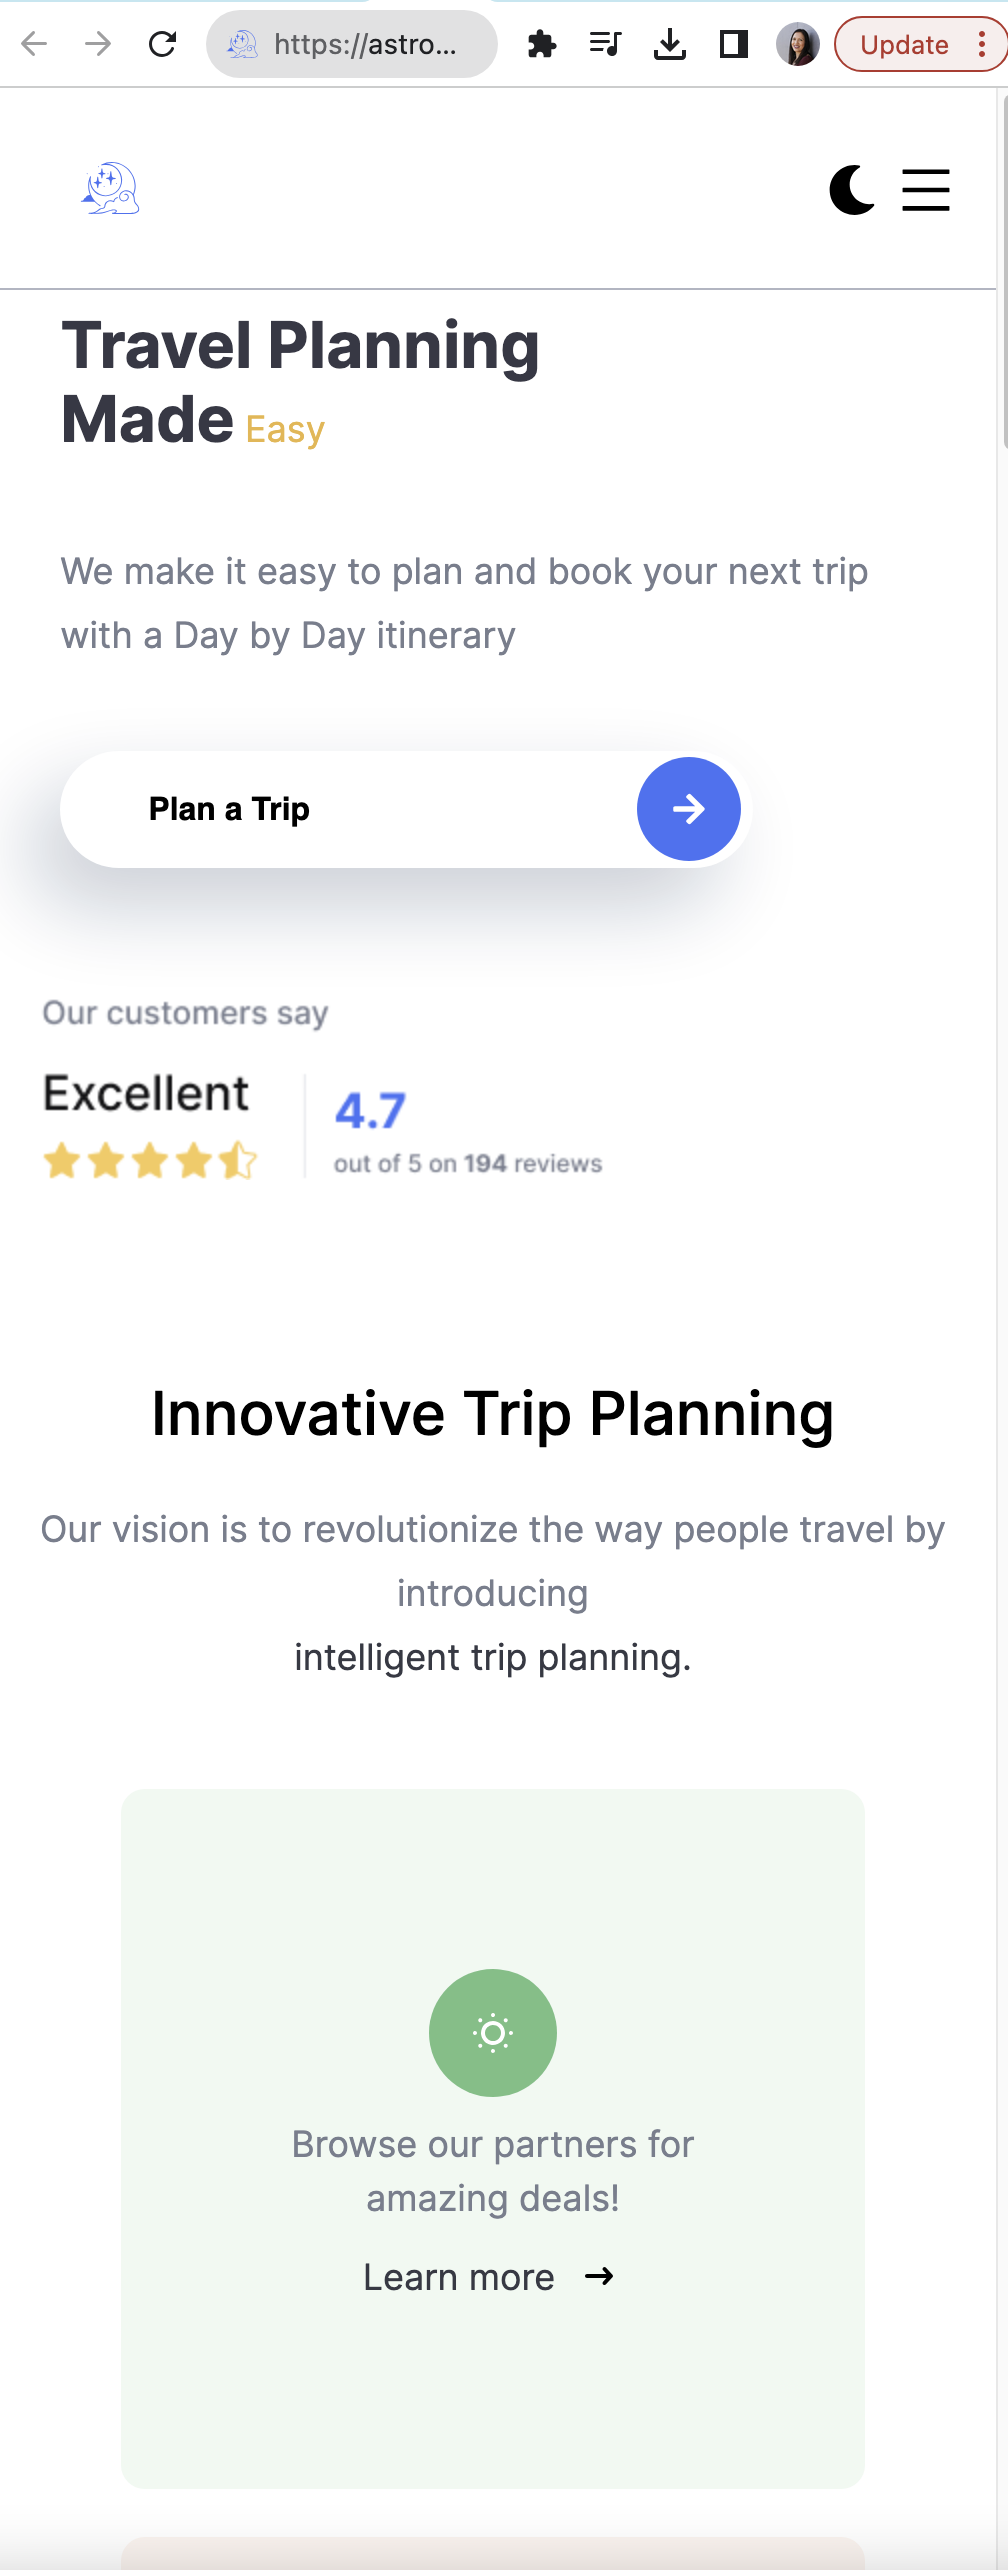 https://astro...
Update
Travel Planning
Made Easy
We make it easy to plan and book your next trip
with a Day by Day itinerary
Plan a Trip
Our customers say
Excellent
4.7
out of 5 on 194 reviews
Innovative Trip Planning
Our vision is to revolutionize the way people travel by
introducing
intelligent trip planning.
Browse our partners for
amazing deals!
Learn more